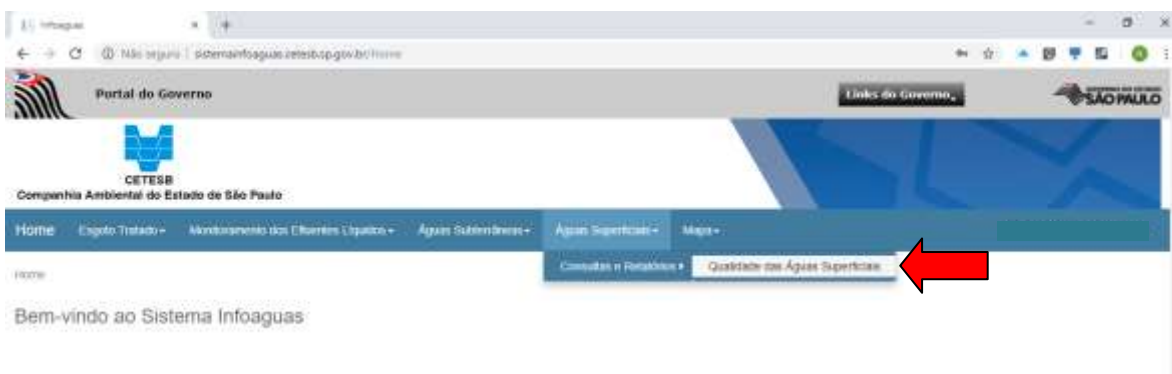 Infoaguas
Não seguro | sistemainfoaguas.cetesb.sp.gov.br/Home
Portal do Governo
Links do Governo
SÃO PAULO
CETESB
Companhia Ambiental do Estado de São Paulo
Home Esgoto Tratado Monitoramento dos Efluentes Líquidos Águas Subterrâneas Águas Superficiais Mapa
Consultas e Relatórios Qualidade das Águas Superficiais
Home
Bem-vindo ao Sistema Infoaguas